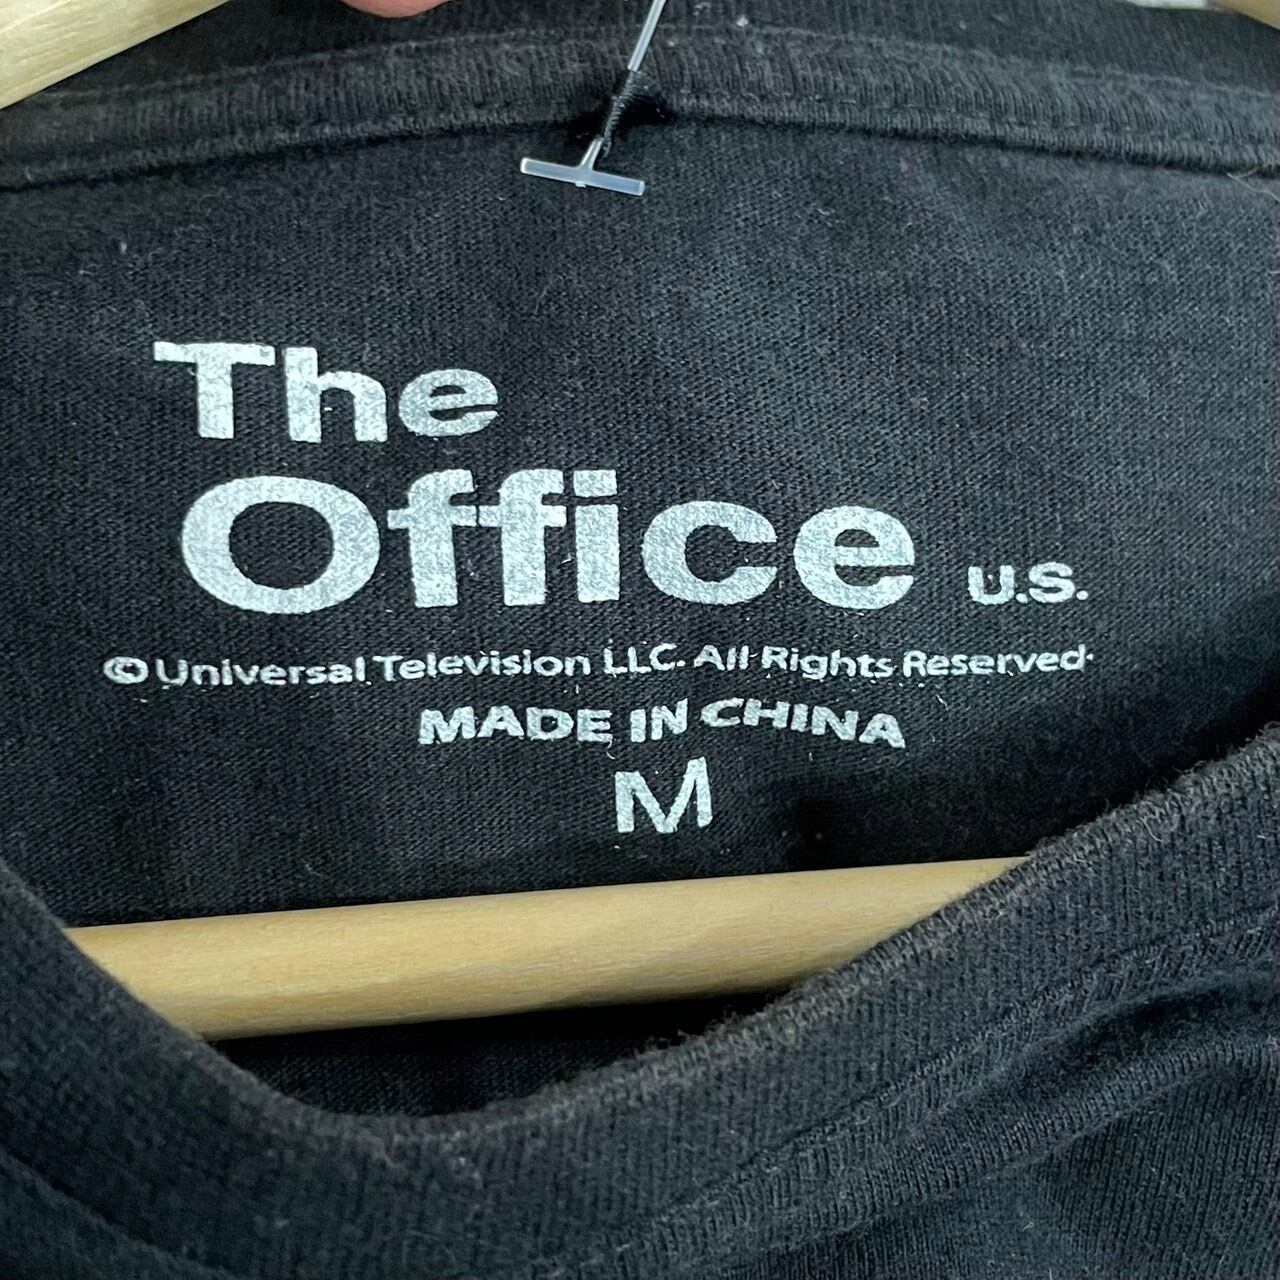 The
Office U.S.
© Universal Television LLC. All Rights Reserved.
MADE IN CHINA
M